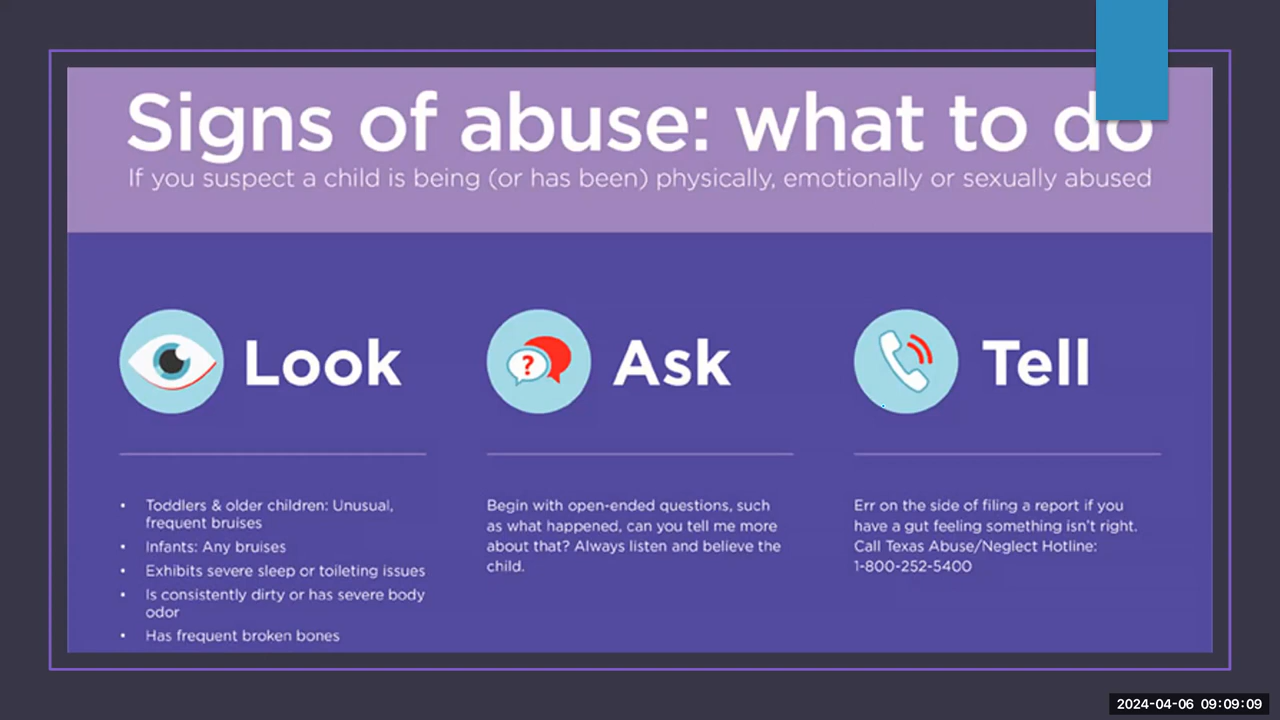 Signs of abuse: what to do
If you suspect a child is being (or has been) physically, emotionally or sexually abused
Look
• Toddlers & older children: Unusual,
frequent bruises
• Infants: Any bruises
• Exhibits severe sleep or toileting issues
• Is consistently dirty or has severe body
odor
• Has frequent broken bones
?
Ask
Begin with open-ended questions, such
as what happened, can you tell me more
about that? Always listen and believe the
child.
Tell
Err on the side of filing a report if you
have a gut feeling something isn't right.
Call Texas Abuse/Neglect Hotline:
1-800-252-5400
2024-04-06 09:09:09